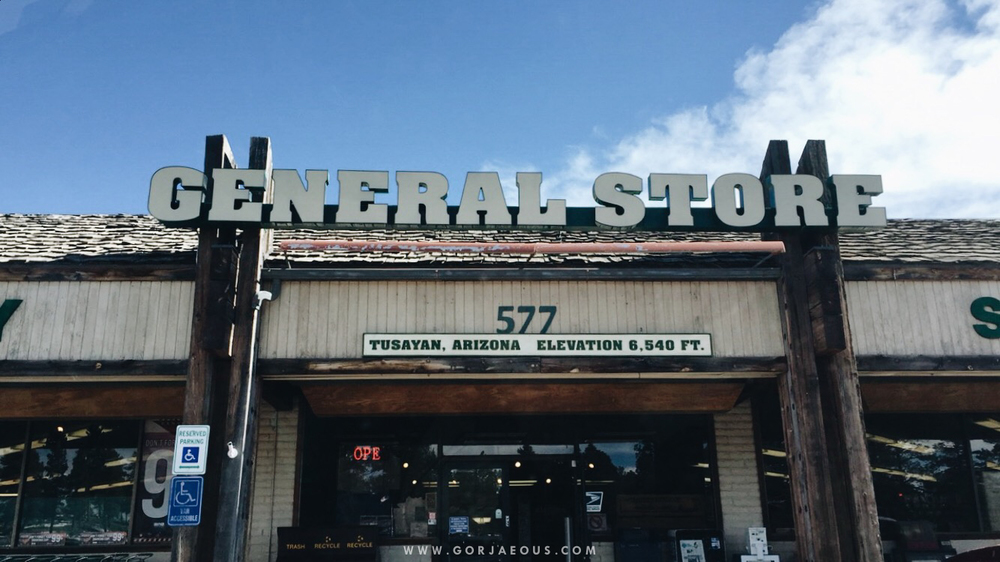 GENERAL STORE
577
TUSAYAN, ARIZONA ELEVATION 6,540 FT.
Y
S
RESERVED
PARKING
VAN
ACCESSIBLE
9
OPE
TRASH RECYCLE RECYCLE
WWW.GORJAEOUS.COM